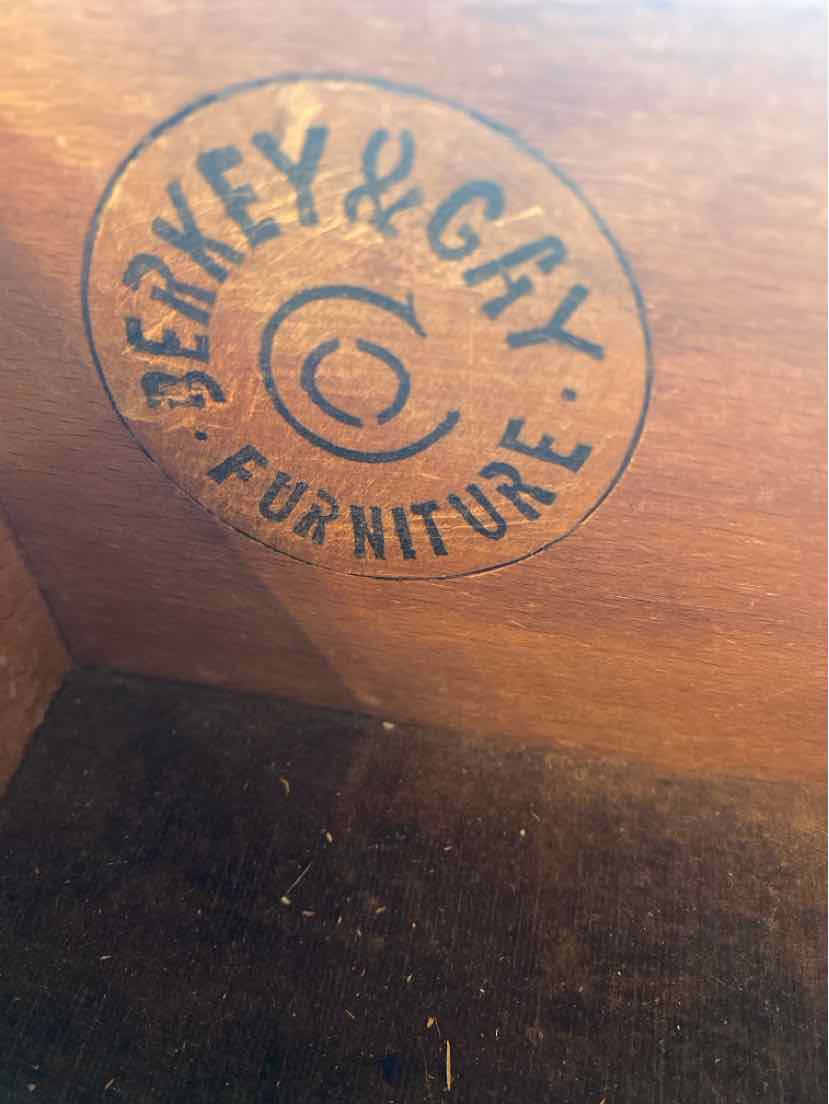 BERKEY & GAY
©
· FURNITURE ·